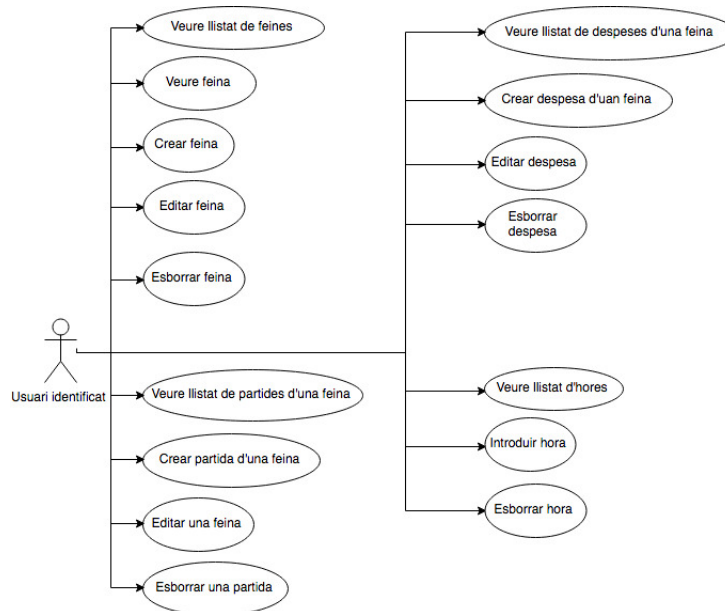 Veure llistat de feines
Veure feina
Crear feina
Editar feina
Esborrar feina
Usuari identificat
Veure llistat de partides d'una feina
Crear partida d'una feina
Editar una feina
Esborrar una partida
Veure llistat de despeses d'una feina
Crear despesa d'uan feina
Editar despesa
Esborrar
despesa
Veure llistat d'hores
Introduir hora
Esborrar hora